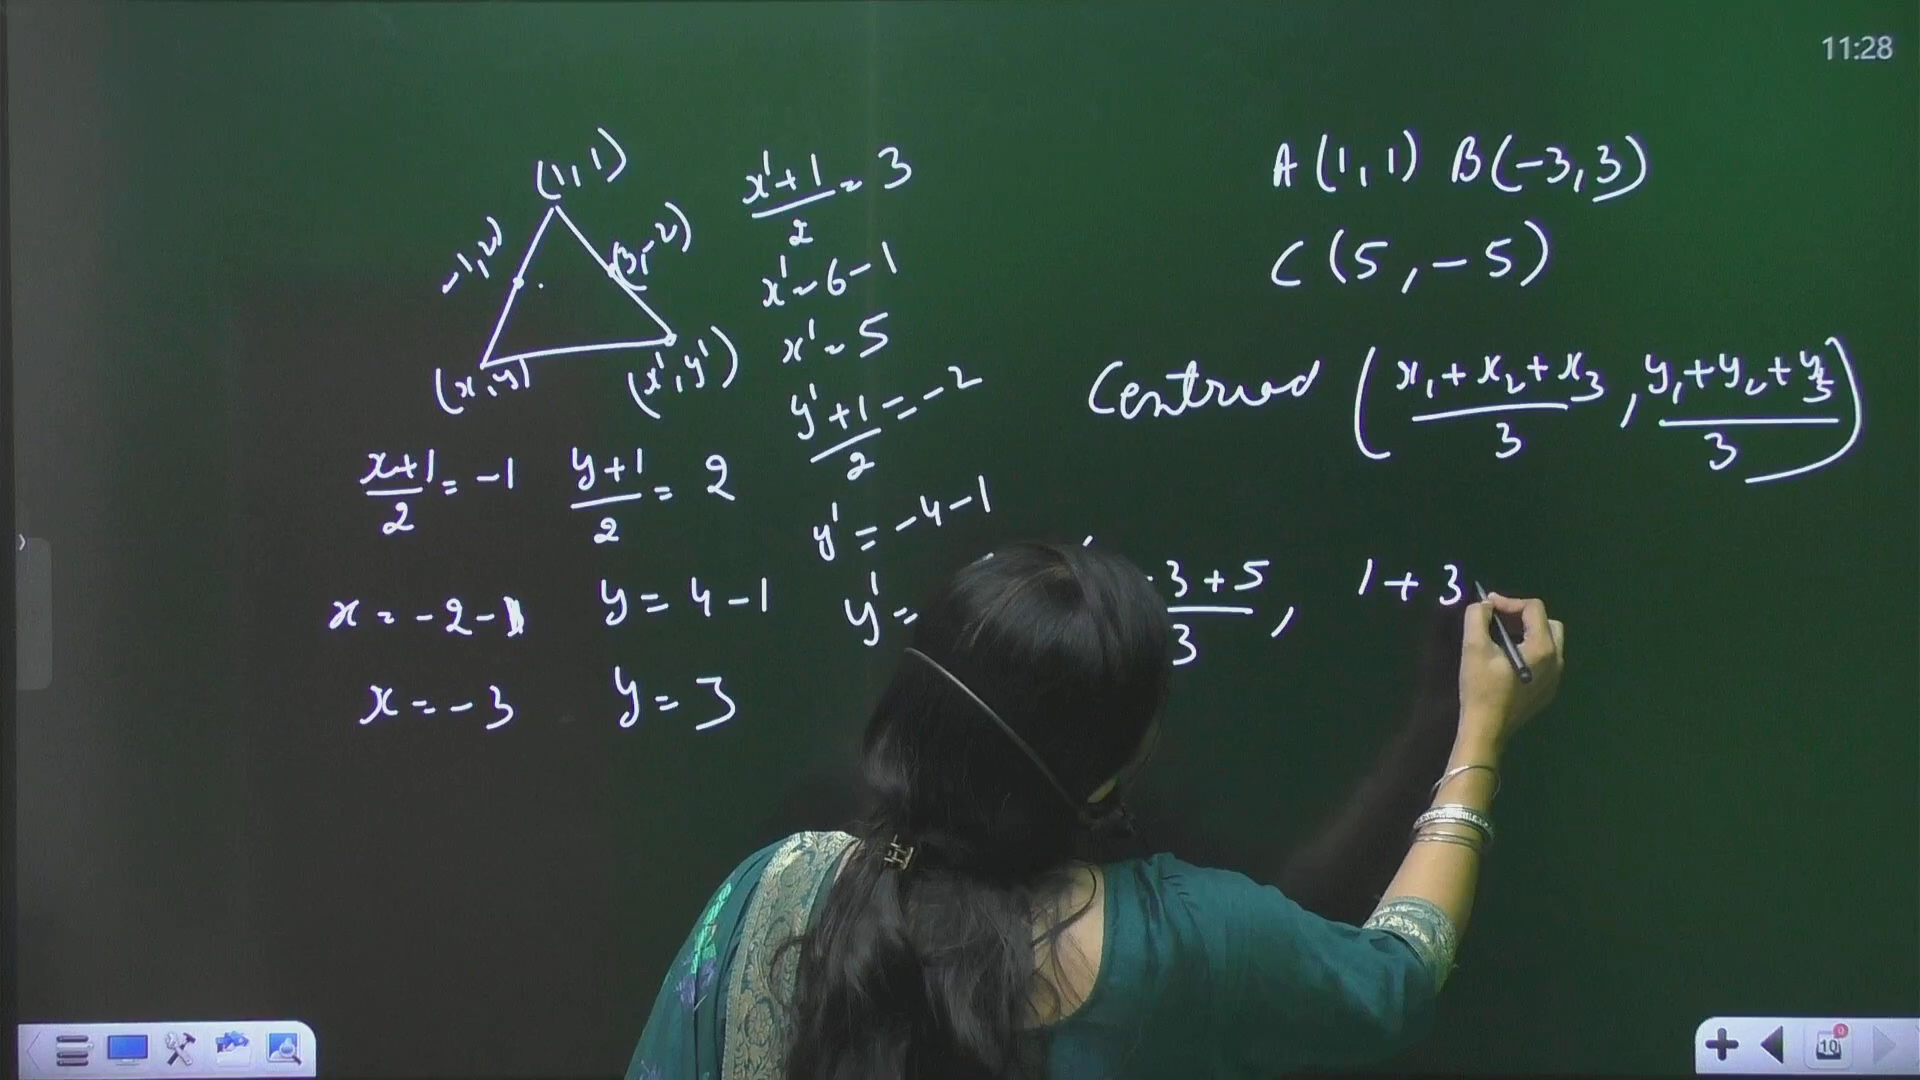 11:28
(1, 1)
(-1, 2)
(3, -2)
(x, y)
(x', y')
x+1/2 = -1
x = -2-1
x = -3
y+1/2 = 2
y = 4-1
y = 3
x'+1/2 = 3
x' = 6-1
x' = 5
y'+1/2 = -2
y' = -4-1
y' =
A(1,1) B(-3,3)
C(5,-5)
Centriod (x₁+x₂+x₃/3, y₁+y₂+y₃/3)
3+5/3, 1+3
10